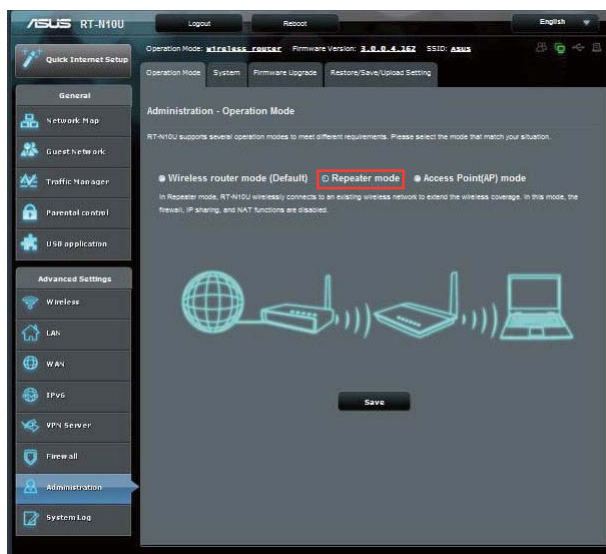 ASUS RT-N10U
Logout
Reboot
English
Quick Internet Setup
Operation Mode: wireless router Firmware Version: 3.0.0.4.162 SSID: ASUS
Operation Mode
System
Firmware Upgrade
Restore/Save/Upload Setting
General
Network Map
Guest Network
Traffic Manager
Parental control
USB application
Advanced Settings
Wireless
LAN
WAN
IPv6
VPN Server
Firewall
Administration
System Log
Administration - Operation Mode
RT-N10U supports several operation modes to meet different requirements. Please select the mode that match your situation.
Wireless router mode (Default)
Repeater mode
Access Point(AP) mode
In Repeater mode, RT-N10U wirelessly connects to an existing wireless network to extend the wireless coverage. In this mode, the
firewall, IP sharing, and NAT functions are disabled.
Save